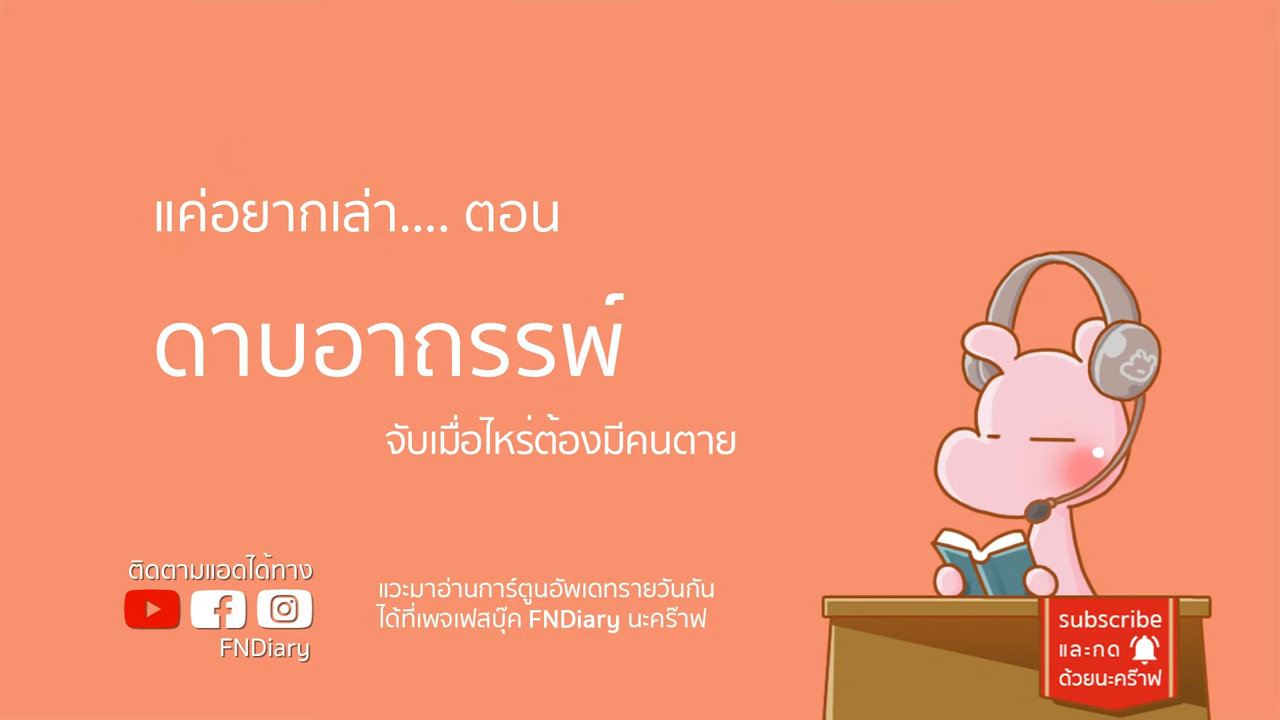 แค่อยากเล่า.... ตอน
ดาบอาถรรพ์
จับเมื่อไหร่ต้องมีคนตาย
ติดตามแอดได้ทาง
FNDiary
แวะมาอ่านการ์ตูนอัพเดทรายวันกัน
ได้ที่เพจเฟสบุ๊ค FNDiary นะคร๊าฟ
subscribe
และกด
ด้วยนะคร๊าฟ